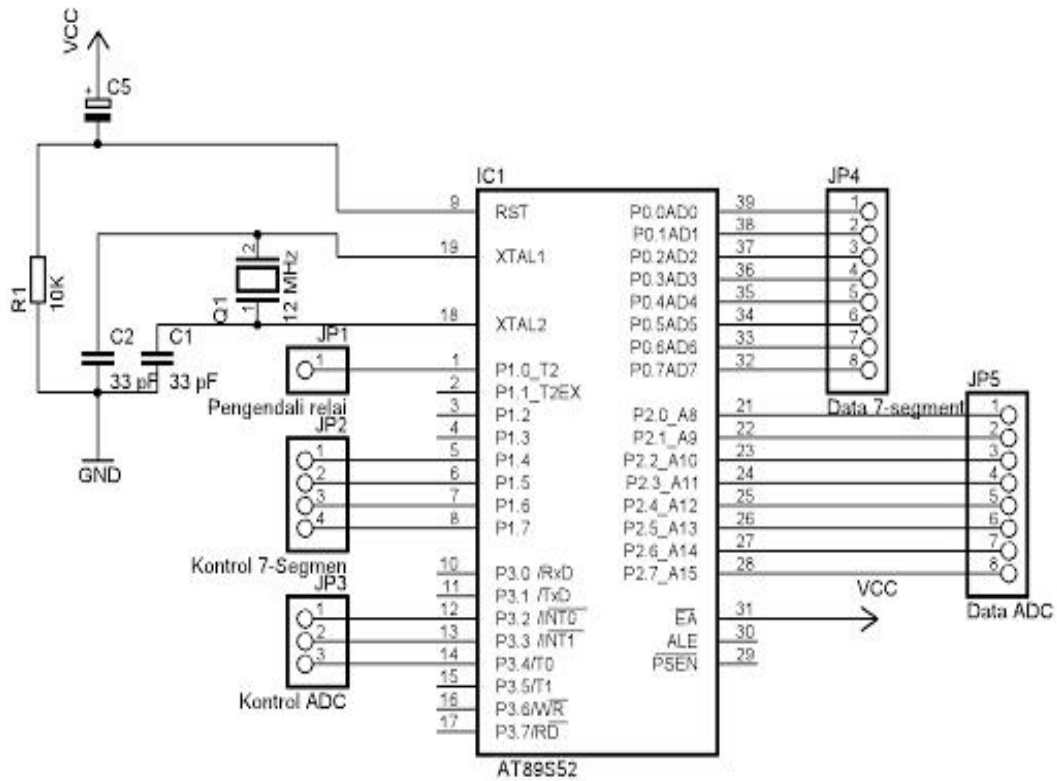 VCC
+
C5
R1
10K
C2
33 pF
C1
33 pF
GND
Q1
2
1
12 MHz
JP1
1
Pengendali relai
JP2
1
2
3
4
Kontrol 7-Segmen
JP3
1
2
3
Kontrol ADC
IC1
9 RST
19 XTAL1
18 XTAL2
1 P1.0_T2
2 P1.1_T2EX
3 P1.2
4 P1.3
5 P1.4
6 P1.5
7 P1.6
8 P1.7
10 P3.0 /RxD
11 P3.1 /TxD
12 P3.2 /INT0
13 P3.3 /INT1
14 P3.4/T0
15 P3.5/T1
16 P3.6/WR
17 P3.7/RD
P0.0AD0 39
P0.1AD1 38
P0.2AD2 37
P0.3AD3 36
P0.4AD4 35
P0.5AD5 34
P0.6AD6 33
P0.7AD7 32
P2.0_A8 21
P2.1_A9 22
P2.2_A10 23
P2.3_A11 24
P2.4_A12 25
P2.5_A13 26
P2.6_A14 27
P2.7_A15 28
EA 31
ALE 30
PSEN 29
AT89S52
VCC
JP4
1
2
3
4
5
6
7
8
Data 7-segment
JP5
1
2
3
4
5
6
7
8
Data ADC